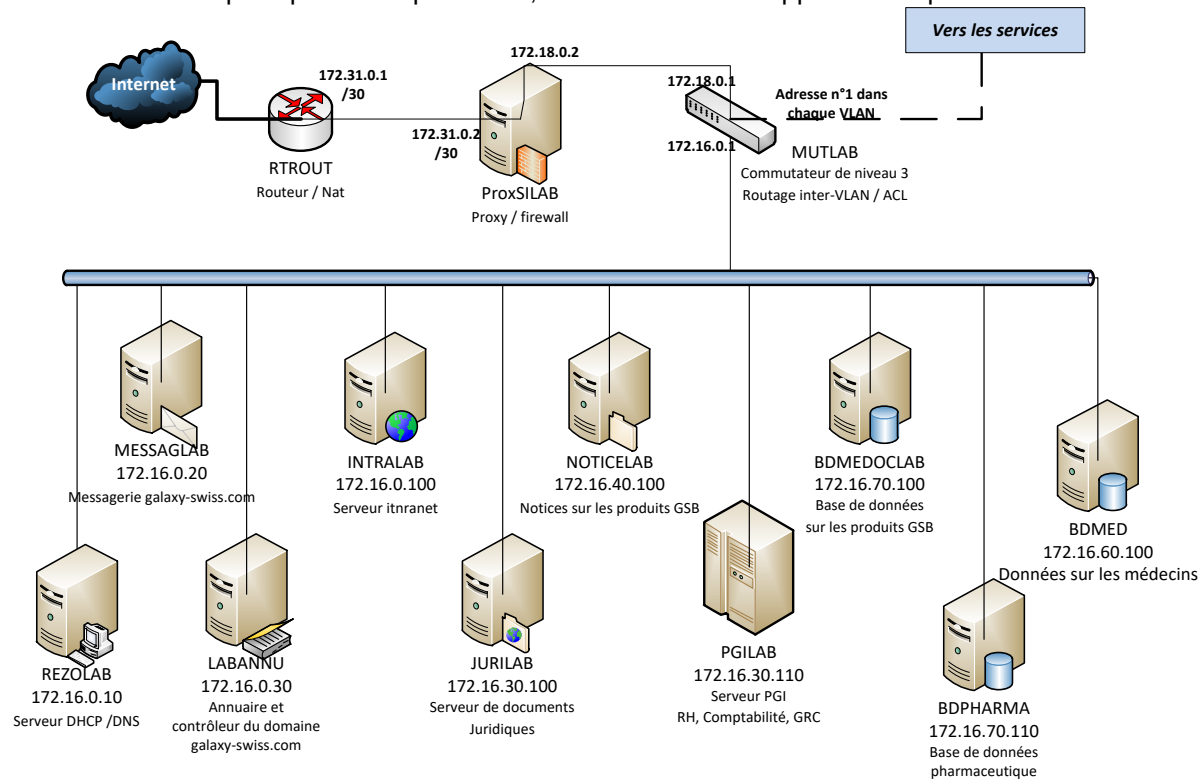 Vers les services
Internet
172.31.0.1
/30
RTROUT
Routeur / Nat
172.18.0.2
172.31.0.2
/30
ProxSILAB
Proxy / firewall
172.18.0.1
172.16.0.1
Adresse n°1 dans
chaque VLAN
MUTLAB
Commutateur de niveau 3
Routage inter-VLAN / ACL
MESSAGLAB
172.16.0.20
Messagerie galaxy-swiss.com
INTRALAB
172.16.0.100
Serveur itnranet
NOTICELAB
172.16.40.100
Notices sur les produits GSB
BDMEDOCLAB
172.16.70.100
Base de données
sur les produits GSB
BDMED
172.16.60.100
Données sur les médecins
REZOLAB
172.16.0.10
Serveur DHCP /DNS
LABANNU
172.16.0.30
Annuaire et
contrôleur du domaine
galaxy-swiss.com
JURILAB
172.16.30.100
Serveur de documents
Juridiques
PGILAB
172.16.30.110
Serveur PGI
RH, Comptabilité, GRC
BDPHARMA
172.16.70.110
Base de données
pharmaceutique